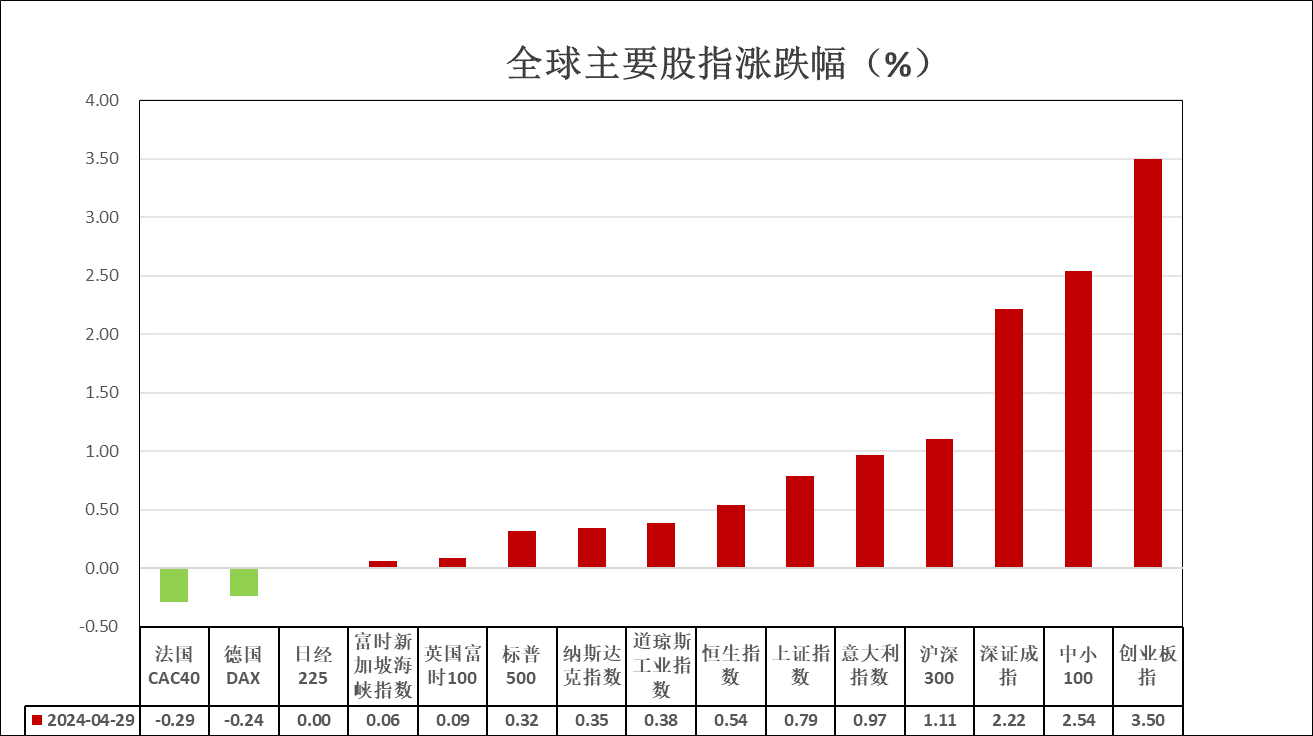 全球主要股指涨跌幅（%）
4.00
3.50
3.00
2.50
2.00
1.50
1.00
0.50
0.00
-0.50
法国
CAC40
德国
DAX
日经
225
富时新
加坡海
峡指数
英国富
时100
标普
500
纳斯达
克指数
道琼斯
工业指
数
恒生指
数
上证指
数
意大利
指数
沪深
300
深证成
指
中小
100
创业板
指
2024-04-29 -0.29 -0.24 0.00 0.06 0.09 0.32 0.35 0.38 0.54 0.79 0.97 1.11 2.22 2.54 3.50